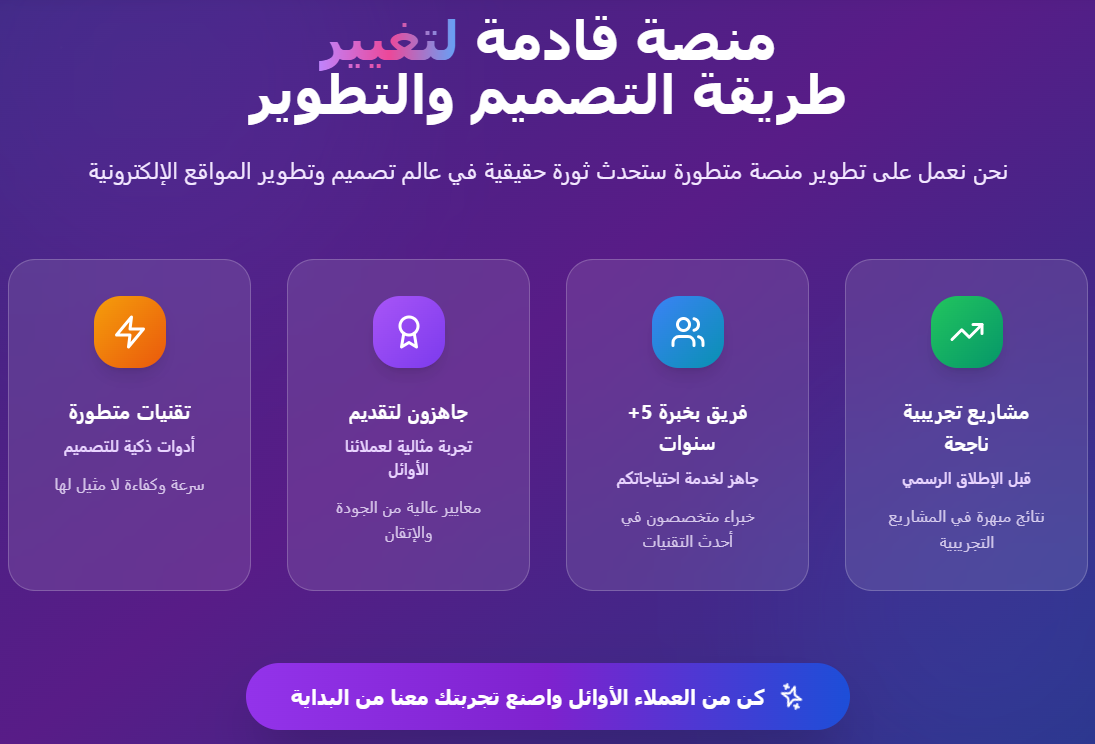 منصة قادمة لتغيير
طريقة التصميم والتطوير
نحن نعمل على تطوير منصة متطورة ستحدث ثورة حقيقية في عالم تصميم وتطوير المواقع الإلكترونية
مشاريع تجريبية
ناجحة
قبل الإطلاق الرسمي
نتائج مبهرة في المشاريع
التجريبية
فريق بخبرة 5+
سنوات
جاهز لخدمة احتياجاتكم
خبراء متخصصون في
أحدث التقنيات
جاهزون لتقديم
تجربة مثالية لعملائنا
الأوائل
معايير عالية من الجودة
والإتقان
تقنيات متطورة
أدوات ذكية للتصميم
سرعة وكفاءة لا مثيل لها
كن من العملاء الأوائل واصنع تجربتك معنا من البداية